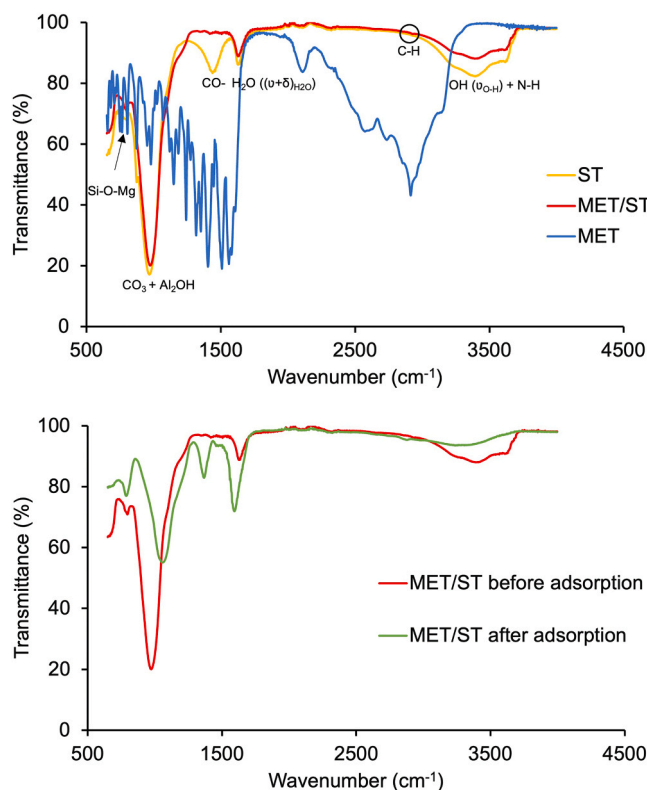 100
80
60
40
20
0
Transmittance (%)
500
1500
2500
3500
4500
Wavenumber (cm⁻¹)
Si-O-Mg
CO₃ + Al₂OH
CO- H₂O ((υ+δ)H₂O)
C-H
OH (υO-H) + N-H
ST
MET/ST
MET
100
80
60
40
20
0
Transmittance (%)
500
1500
2500
3500
4500
Wavenumber (cm⁻¹)
MET/ST before adsorption
MET/ST after adsorption